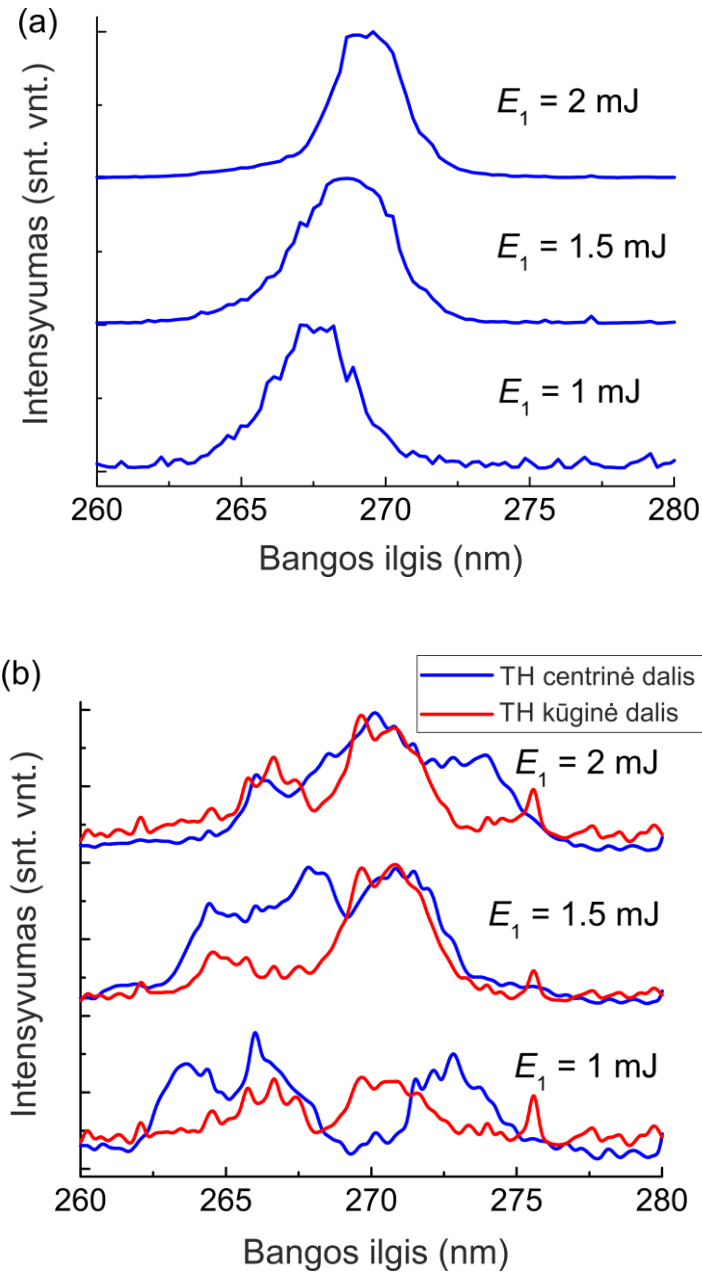 (a)
Intensyvumas (snt. vnt.)
E1 = 2 mJ
E1 = 1.5 mJ
E1 = 1 mJ
260 265 270 275 280
Bangos ilgis (nm)
(b)
TH centrinė dalis
TH kūginė dalis
Intensyvumas (snt. vnt.)
E1 = 2 mJ
E1 = 1.5 mJ
E1 = 1 mJ
260 265 270 275 280
Bangos ilgis (nm)